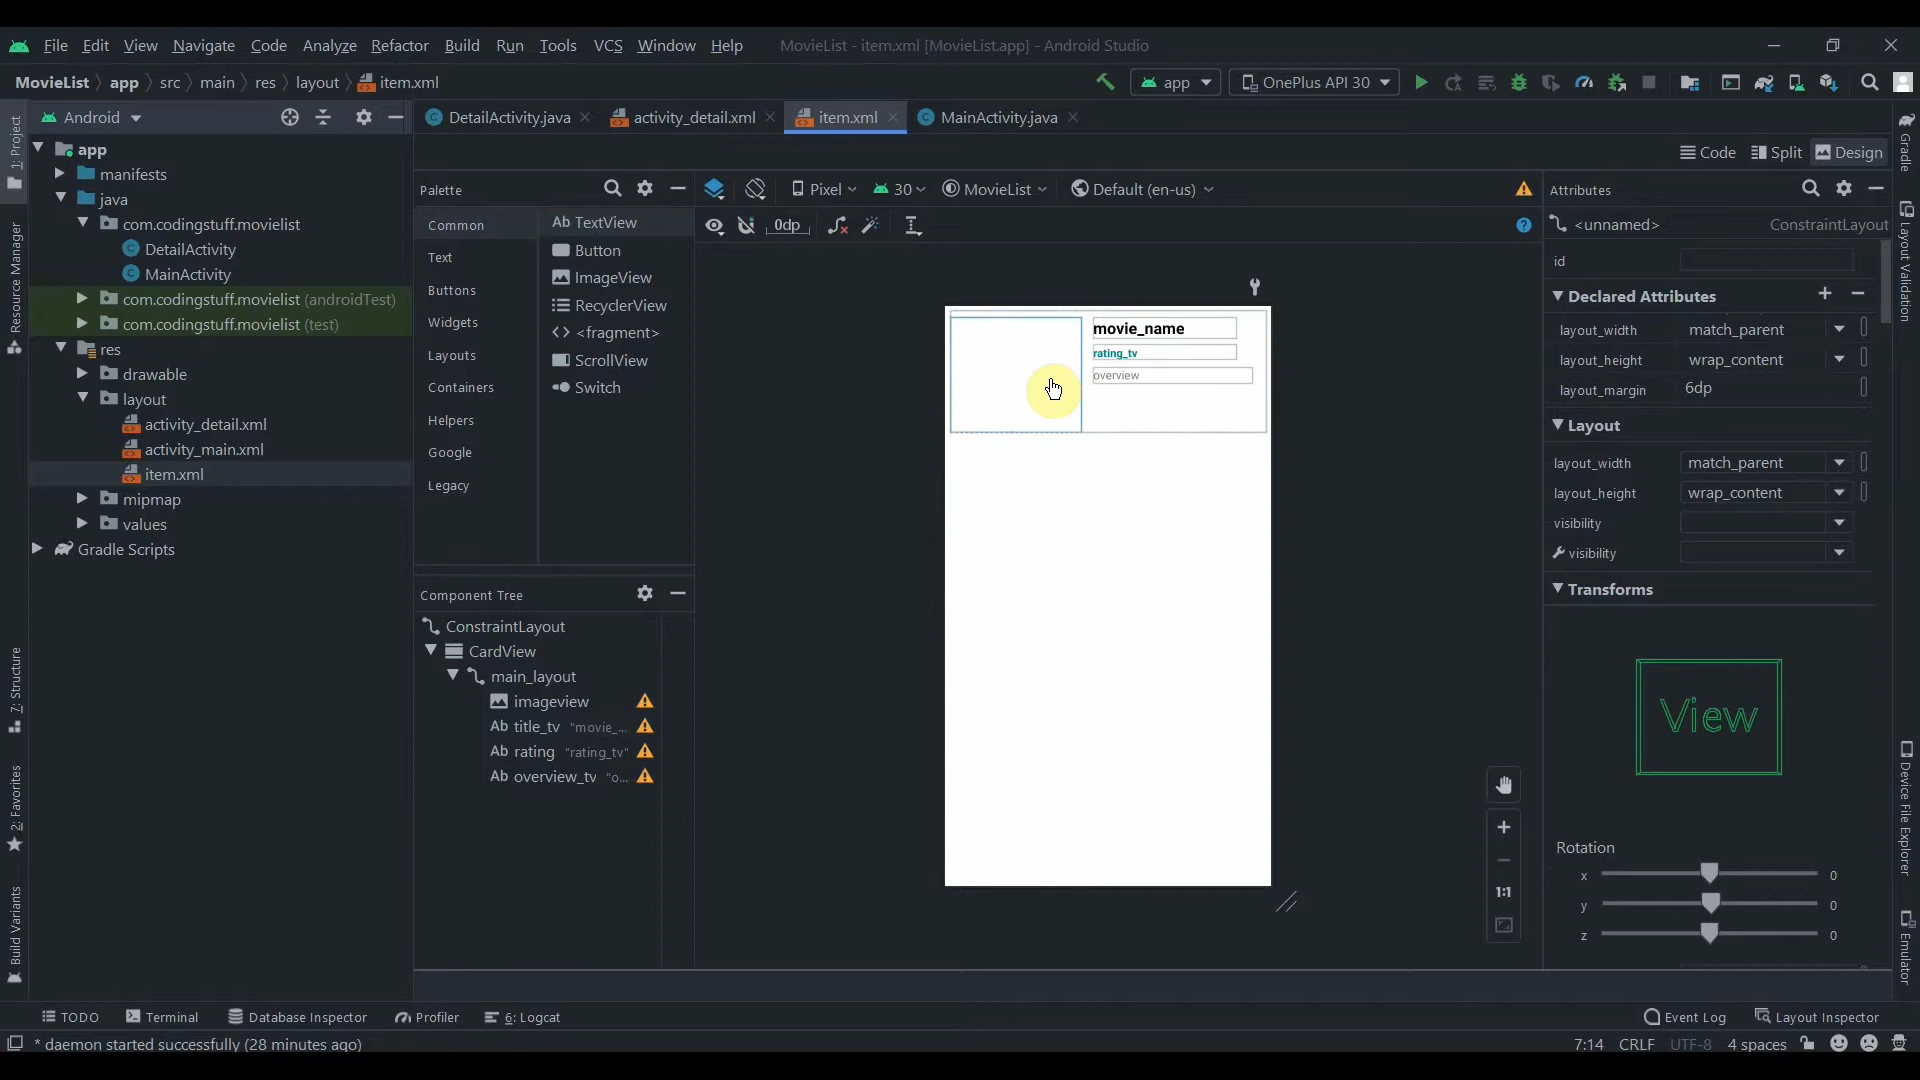 File Edit View Navigate Code Analyze Refactor Build Run Tools VCS Window Help MovieList - item.xml [MovieList.app] - Android Studio
MovieList app src main res layout item.xml app OnePlus API 30
Android DetailActivity.java activity_detail.xml item.xml MainActivity.java
Code Split Design
1: Project
Resource Manager
7: Structure
2: Favorites
Build Variants
app
manifests
java
com.codingstuff.movielist
DetailActivity
MainActivity
com.codingstuff.movielist (androidTest)
com.codingstuff.movielist (test)
res
drawable
layout
activity_detail.xml
activity_main.xml
item.xml
mipmap
values
Gradle Scripts
Palette
Common
Text
Buttons
Widgets
Layouts
Containers
Helpers
Google
Legacy
Ab TextView
Button
ImageView
RecyclerView
<fragment>
ScrollView
Switch
Component Tree
ConstraintLayout
CardView
main_layout
imageview
Ab title_tv "movie_...
Ab rating "rating_tv"
Ab overview_tv "o...
Pixel 30 MovieList Default (en-us)
0dp
movie_name
rating_tv
overview
1:1
Attributes
<unnamed> ConstraintLayout
id
Declared Attributes
layout_width match_parent
layout_height wrap_content
layout_margin 6dp
Layout
layout_width match_parent
layout_height wrap_content
visibility
visibility
Transforms
View
Rotation
x 0
y 0
z 0
Gradle
Layout Validation
Device File Explorer
Emulator
TODO Terminal Database Inspector Profiler 6: Logcat Event Log Layout Inspector
* daemon started successfully (28 minutes ago) 7:14 CRLF UTF-8 4 spaces